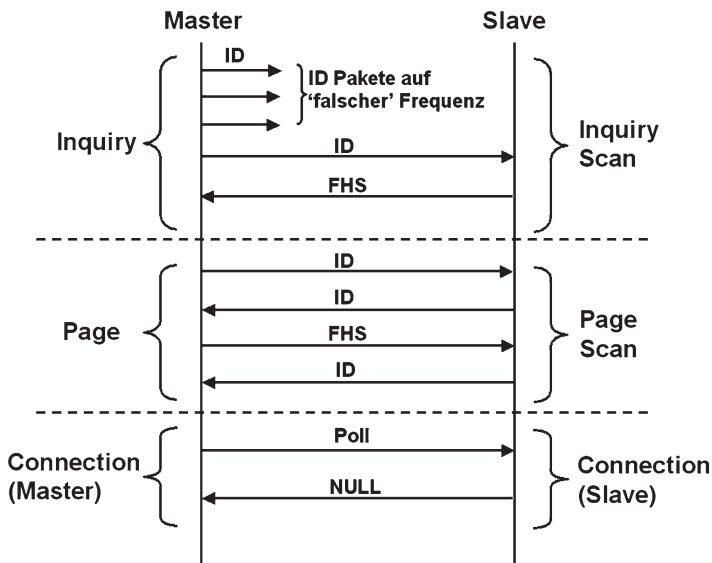 Master
Slave
ID
ID Pakete auf
‘falscher’ Frequenz
Inquiry
Inquiry
Scan
ID
FHS
ID
ID
Page
FHS
Page
Scan
ID
Poll
Connection
(Master)
Connection
(Slave)
NULL